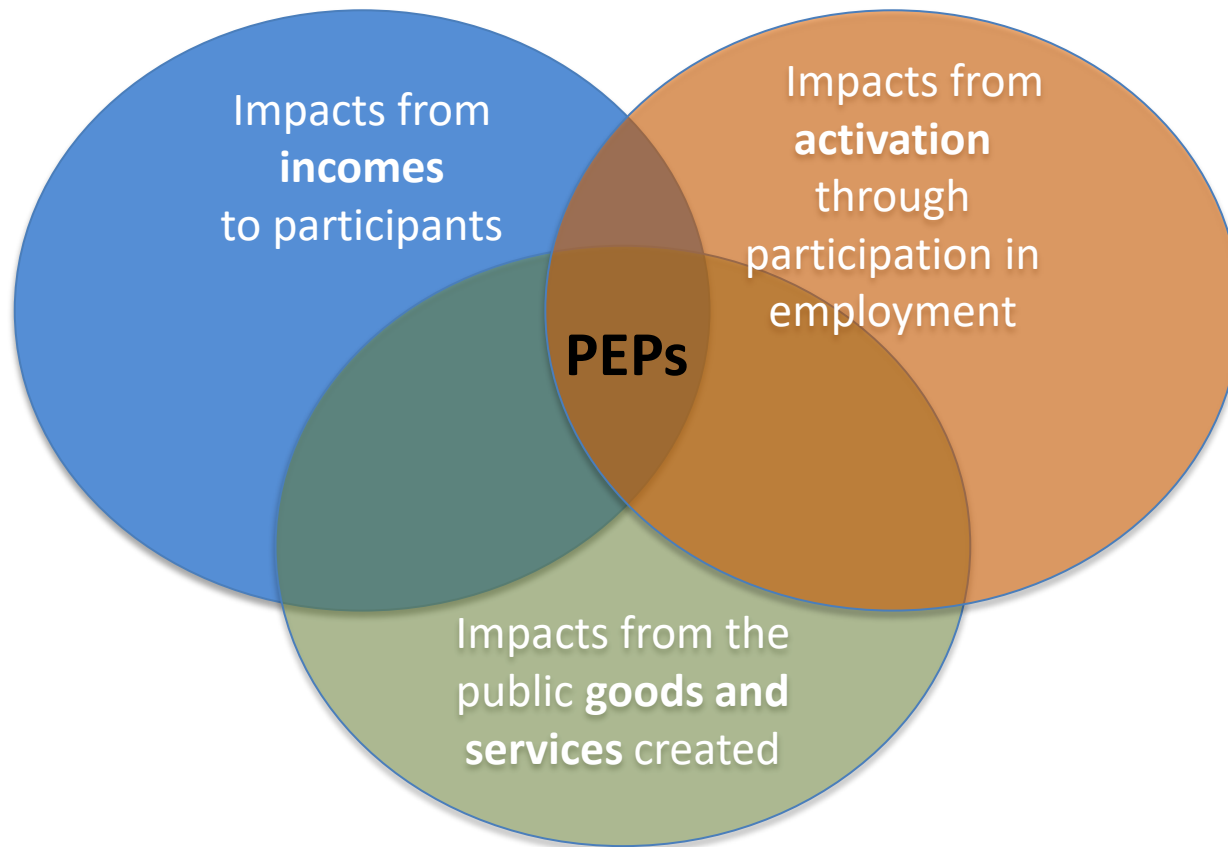 Impacts from
incomes
to participants
Impacts from
activation
through
participation in
employment
PEPs
Impacts from the
public goods and
services created